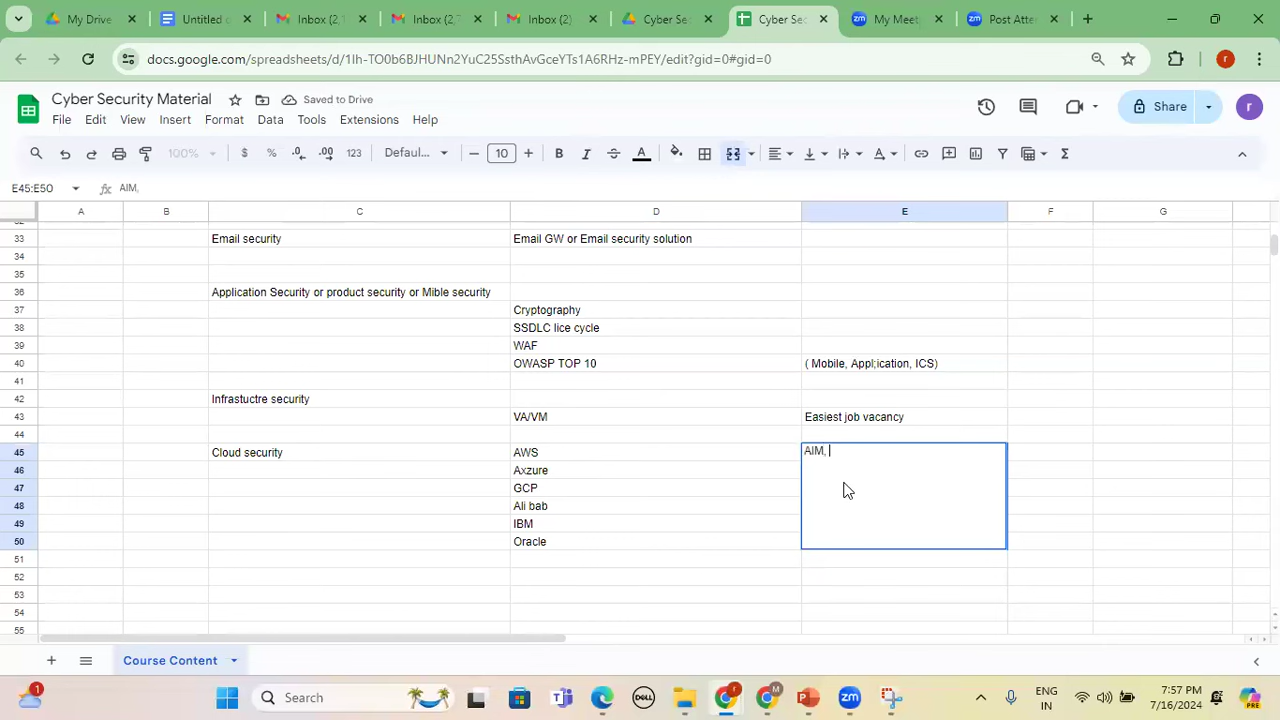 My Drive
Untitled d
Inbox (2,1
Inbox (2,
Inbox (2)
Cyber Sec
Cyber Sec
My Meet
Post Atte
docs.google.com/spreadsheets/d/1lh-TO0b6BJHUNn2YuC25SsthAvGceYTs1A6RHz-mPEY/edit?gid=0#gid=0
r
Cyber Security Material
Saved to Drive
Share
r
File Edit View Insert Format Data Tools Extensions Help
100% $ % .0 .00 123 Defaul... 10 B I A
E45:E50 fx AIM,
A B C D E F G
33 Email security Email GW or Email security solution
34
35
36 Application Security or product security or Mible security
37 Cryptography
38 SSDLC lice cycle
39 WAF
40 OWASP TOP 10 ( Mobile, Appl;ication, ICS)
41
42 Infrastuctre security
43 VA/VM Easiest job vacancy
44
45 Cloud security AWS AIM,
46 Axzure
47 GCP
48 Ali bab
49 IBM
50 Oracle
51
52
53
54
55
Course Content
1 Search DELL zm ENG 7:57 PM
IN 7/16/2024